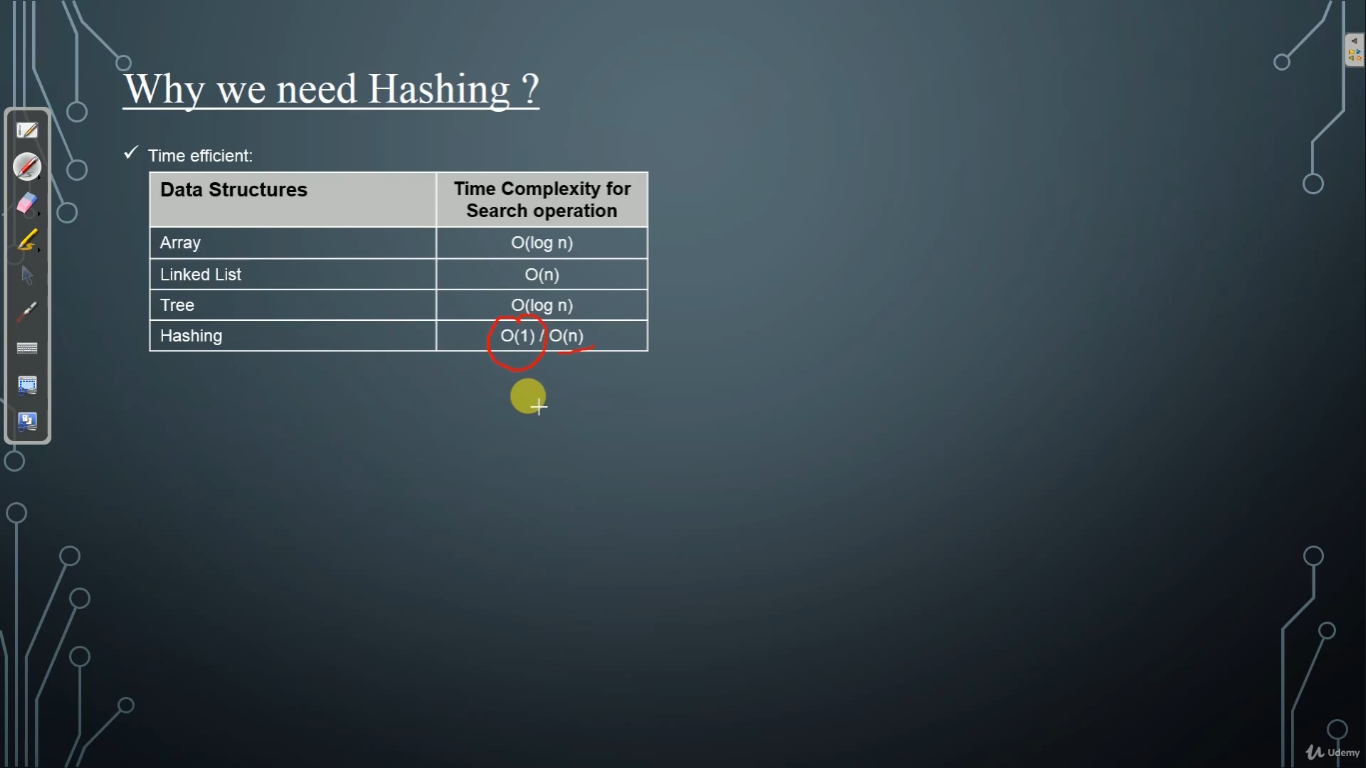 Why we need Hashing ?
✓ Time efficient:
Data Structures
Time Complexity for
Search operation
Array
O(log n)
Linked List
O(n)
Tree
O(log n)
Hashing
O(1) / O(n)
Udemy